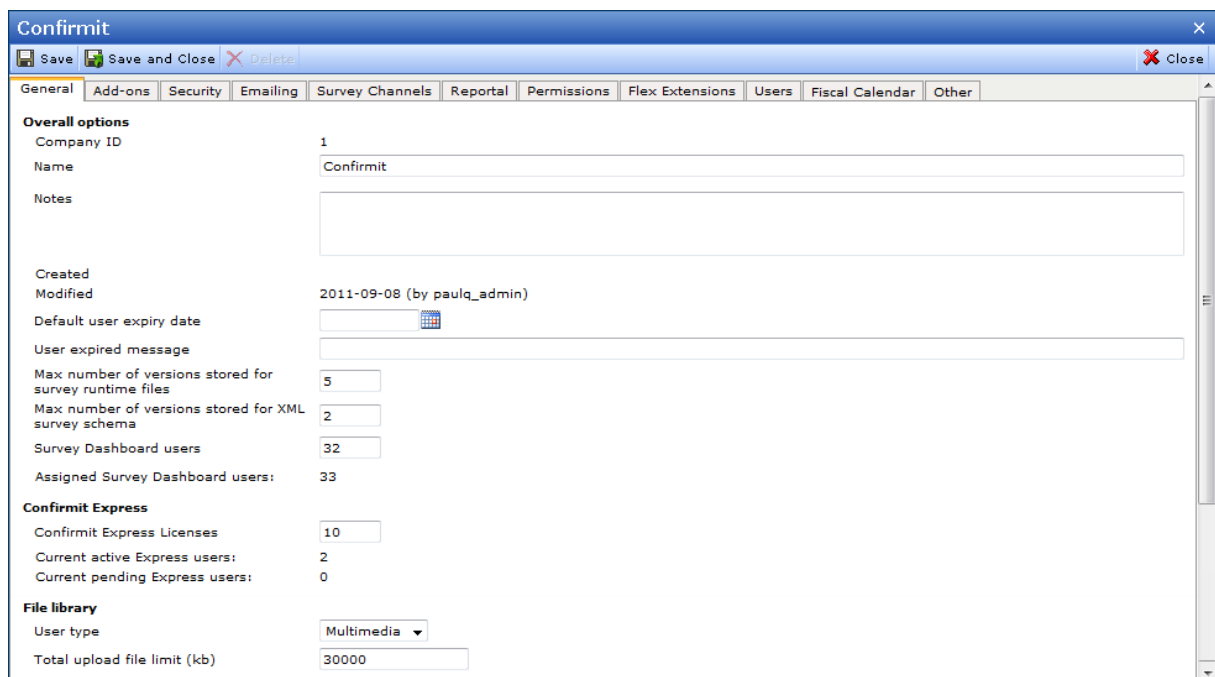 Confirmit
Save Save and Close Delete Close
General Add-ons Security Emailing Survey Channels Reportal Permissions Flex Extensions Users Fiscal Calendar Other
Overall options
Company ID 1
Name Confirmit
Notes
Created
Modified 2011-09-08 (by paulq_admin)
Default user expiry date
User expired message
Max number of versions stored for
survey runtime files 5
Max number of versions stored for XML
survey schema 2
Survey Dashboard users 32
Assigned Survey Dashboard users: 33
Confirmit Express
Confirmit Express Licenses 10
Current active Express users: 2
Current pending Express users: 0
File library
User type Multimedia
Total upload file limit (kb) 30000